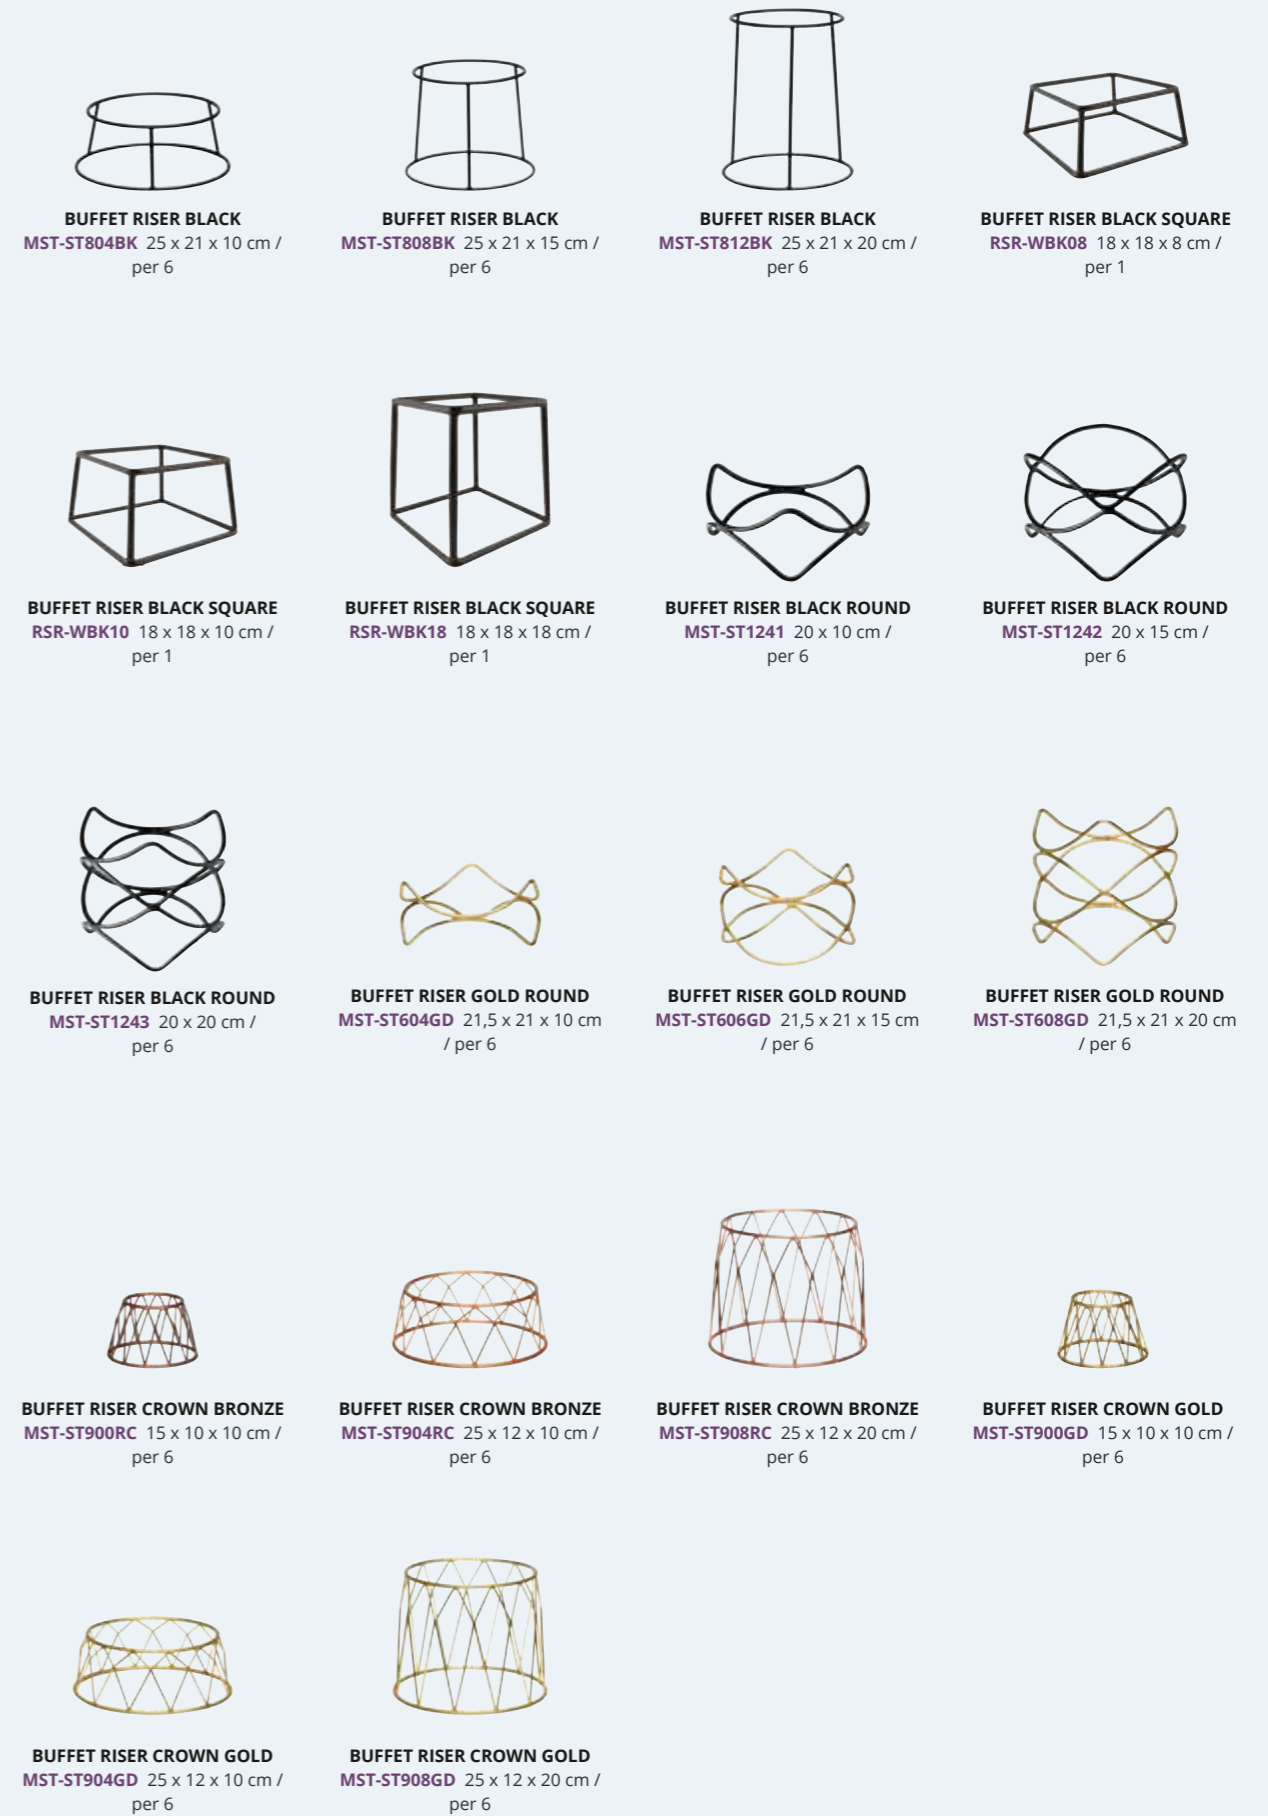 BUFFET RISER BLACK
MST-ST804BK 25 x 21 x 10 cm /
per 6
BUFFET RISER BLACK
MST-ST808BK 25 x 21 x 15 cm /
per 6
BUFFET RISER BLACK
MST-ST812BK 25 x 21 x 20 cm /
per 6
BUFFET RISER BLACK SQUARE
RSR-WBK08 18 x 18 x 8 cm /
per 1
BUFFET RISER BLACK SQUARE
RSR-WBK10 18 x 18 x 10 cm /
per 1
BUFFET RISER BLACK SQUARE
RSR-WBK18 18 x 18 x 18 cm /
per 1
BUFFET RISER BLACK ROUND
MST-ST1241 20 x 10 cm /
per 6
BUFFET RISER BLACK ROUND
MST-ST1242 20 x 15 cm /
per 6
BUFFET RISER BLACK ROUND
MST-ST1243 20 x 20 cm /
per 6
BUFFET RISER GOLD ROUND
MST-ST604GD 21,5 x 21 x 10 cm
/ per 6
BUFFET RISER GOLD ROUND
MST-ST606GD 21,5 x 21 x 15 cm
/ per 6
BUFFET RISER GOLD ROUND
MST-ST608GD 21,5 x 21 x 20 cm
/ per 6
BUFFET RISER CROWN BRONZE
MST-ST900RC 15 x 10 x 10 cm /
per 6
BUFFET RISER CROWN BRONZE
MST-ST904RC 25 x 12 x 10 cm /
per 6
BUFFET RISER CROWN BRONZE
MST-ST908RC 25 x 12 x 20 cm /
per 6
BUFFET RISER CROWN GOLD
MST-ST900GD 15 x 10 x 10 cm /
per 6
BUFFET RISER CROWN GOLD
MST-ST904GD 25 x 12 x 10 cm /
per 6
BUFFET RISER CROWN GOLD
MST-ST908GD 25 x 12 x 20 cm /
per 6